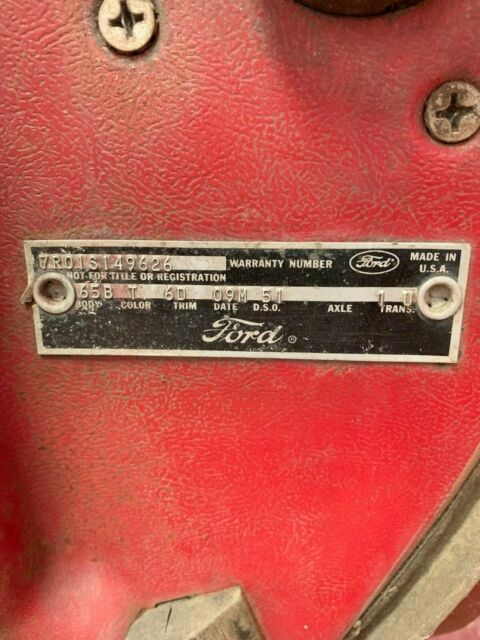 7R01S149626 WARRANTY NUMBER Ford MADE IN U.S.A.
NOT FOR TITLE OR REGISTRATION
65B T 6D 09M 51 1 U
BODY COLOR TRIM DATE D.S.O. AXLE TRANS.
Ford ®